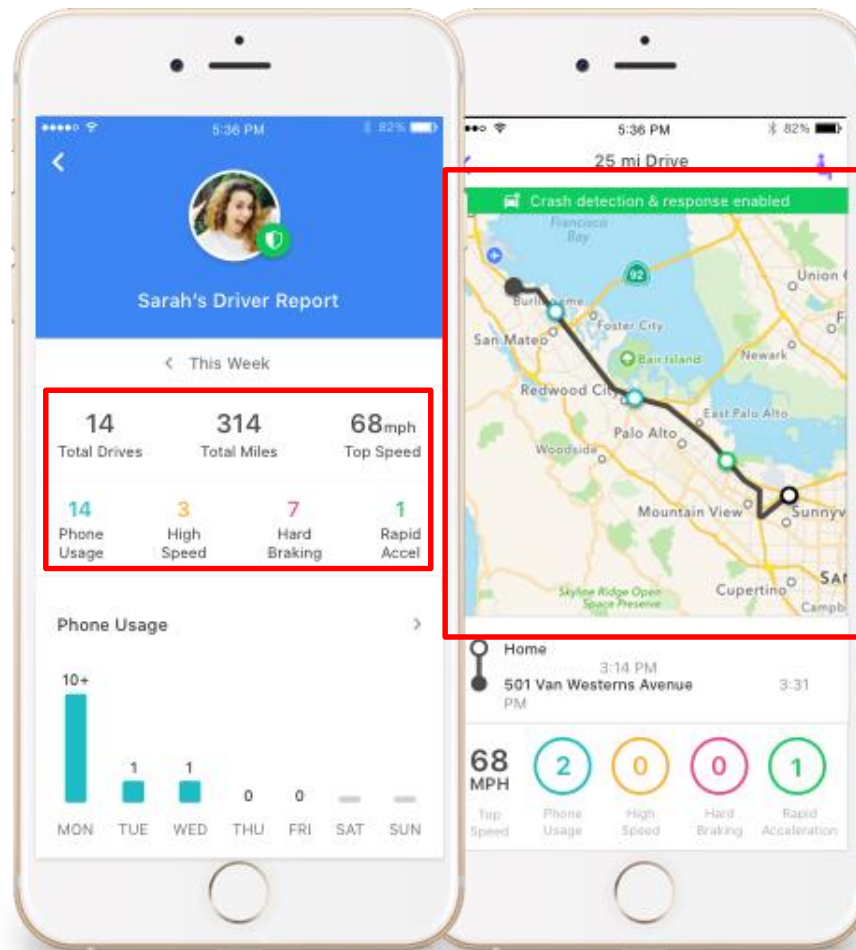 5:36 PM
82%
Sarah's Driver Report
This Week
14
Total Drives
314
Total Miles
68mph
Top Speed
14
Phone
Usage
3
High
Speed
7
Hard
Braking
1
Rapid
Accel
Phone Usage
10+
1
1
0
0
MON TUE WED THU FRI SAT SUN
5:36 PM
82%
25 mi Drive
Crash detection & response enabled
Francisco
Bay
92
Union
Burlingame
Foster City
San Mateo
Bair Island
Newark
Redwood City
East Palo Alto
Palo Alto
Woodside
Mountain View
Sunnyv
Cupertino
SAN
Skyline Ridge Open
Space Preserve
Campb
Home
3:14 PM
501 Van Westerns Avenue 3:31
PM
68
MPH
Top
Speed
2
Phone
Usage
0
High
Speed
0
Hard
Braking
1
Rapid
Acceleration